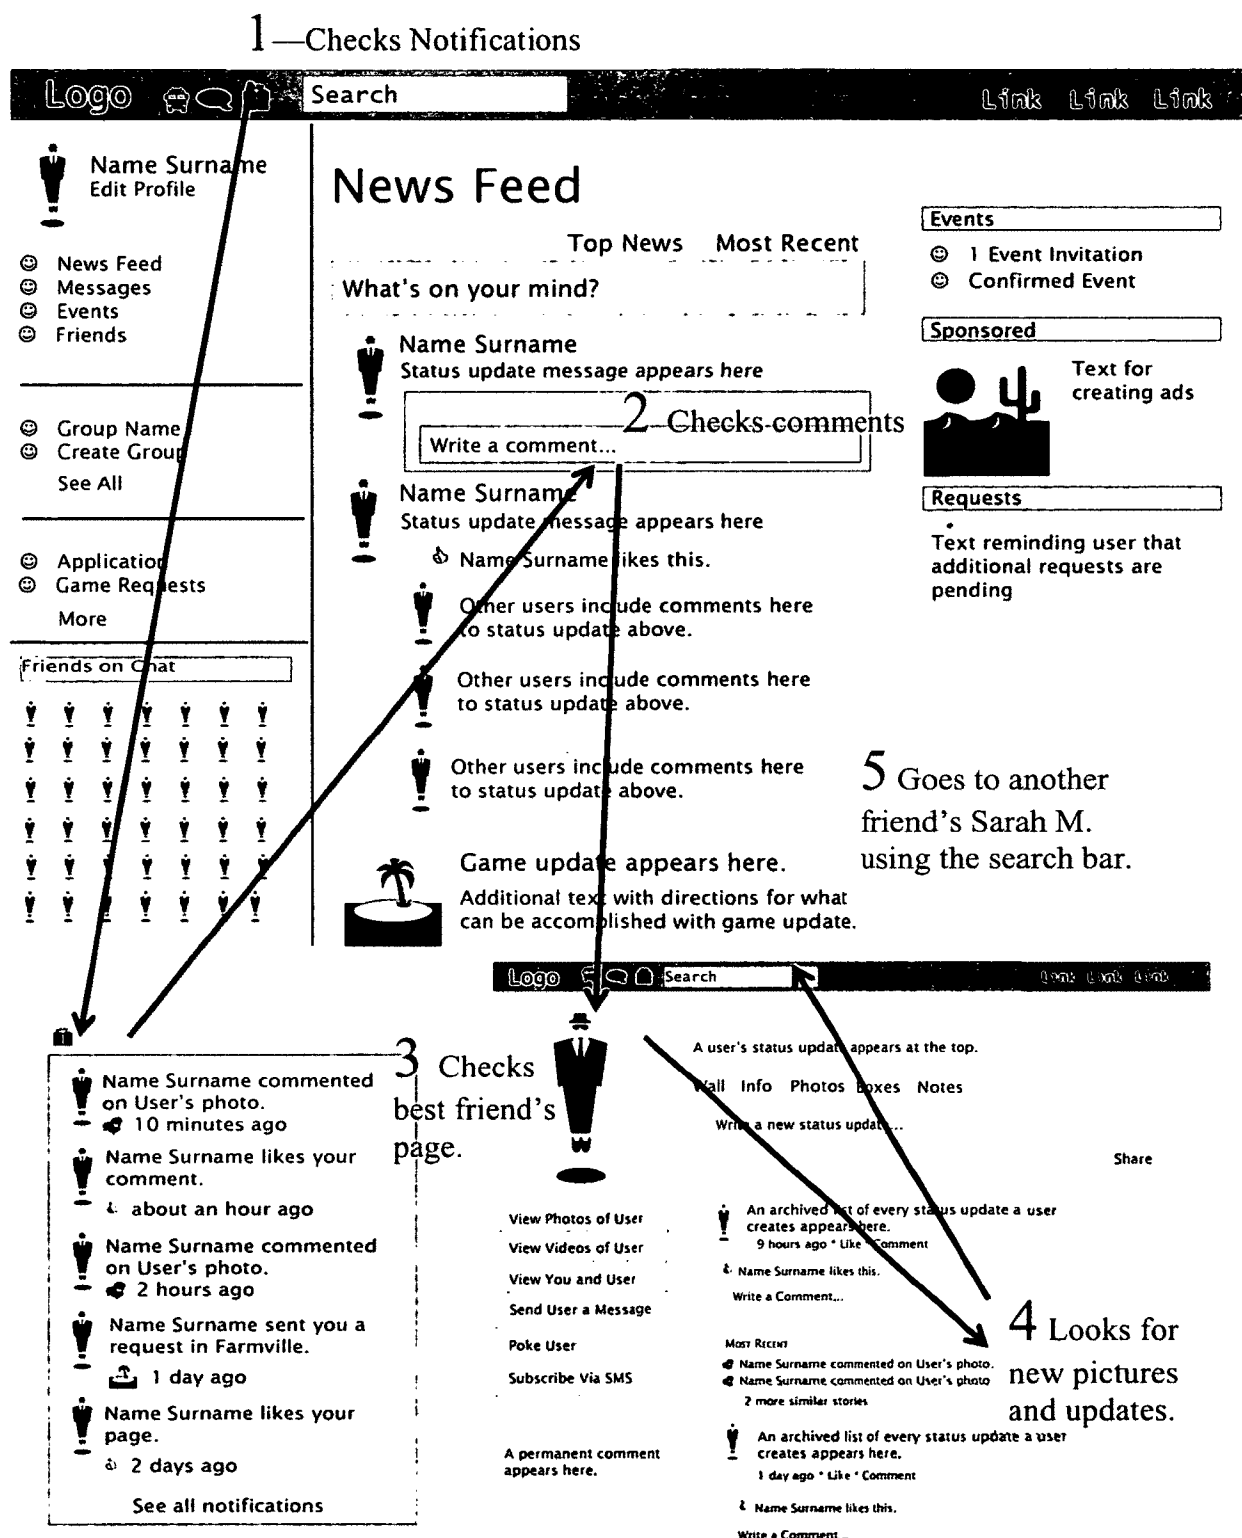 1—Checks Notifications
Logo
Search
Link Link Link
Name Surname
Edit Profile
News Feed
Messages
Events
Friends
Group Name
Create Group
See All
Application
Game Requests
More
Friends on Chat
News Feed
Top News Most Recent
What's on your mind?
Name Surname
Status update message appears here
2 Checks comments
Write a comment...
Name Surname
Status update message appears here
Name Surname likes this.
Other users include comments here
to status update above.
Other users include comments here
to status update above.
Other users include comments here
to status update above.
Game update appears here.
Additional text with directions for what
can be accomplished with game update.
Events
1 Event Invitation
Confirmed Event
Sponsored
Text for
creating ads
Requests
Text reminding user that
additional requests are
pending
5 Goes to another
friend's Sarah M.
using the search bar.
1
Name Surname commented
on User's photo.
10 minutes ago
Name Surname likes your
comment.
about an hour ago
Name Surname commented
on User's photo.
2 hours ago
Name Surname sent you a
request in Farmville.
1 day ago
Name Surname likes your
page.
2 days ago
See all notifications
3 Checks
best friend's
page.
Logo
Search
Link Link Link
A user's status update appears at the top.
Wall Info Photos Boxes Notes
Write a new status update...
Share
View Photos of User
View Videos of User
View You and User
Send User a Message
Poke User
Subscribe Via SMS
A permanent comment
appears here.
An archived list of every status update a user
creates appears here.
9 hours ago * Like * Comment
Name Surname likes this.
Write a Comment...
Most Recent
Name Surname commented on User's photo.
Name Surname commented on User's photo
2 more similar stories
An archived list of every status update a user
creates appears here.
1 day ago * Like * Comment
Name Surname likes this.
Write a Comment...
4 Looks for
new pictures
and updates.